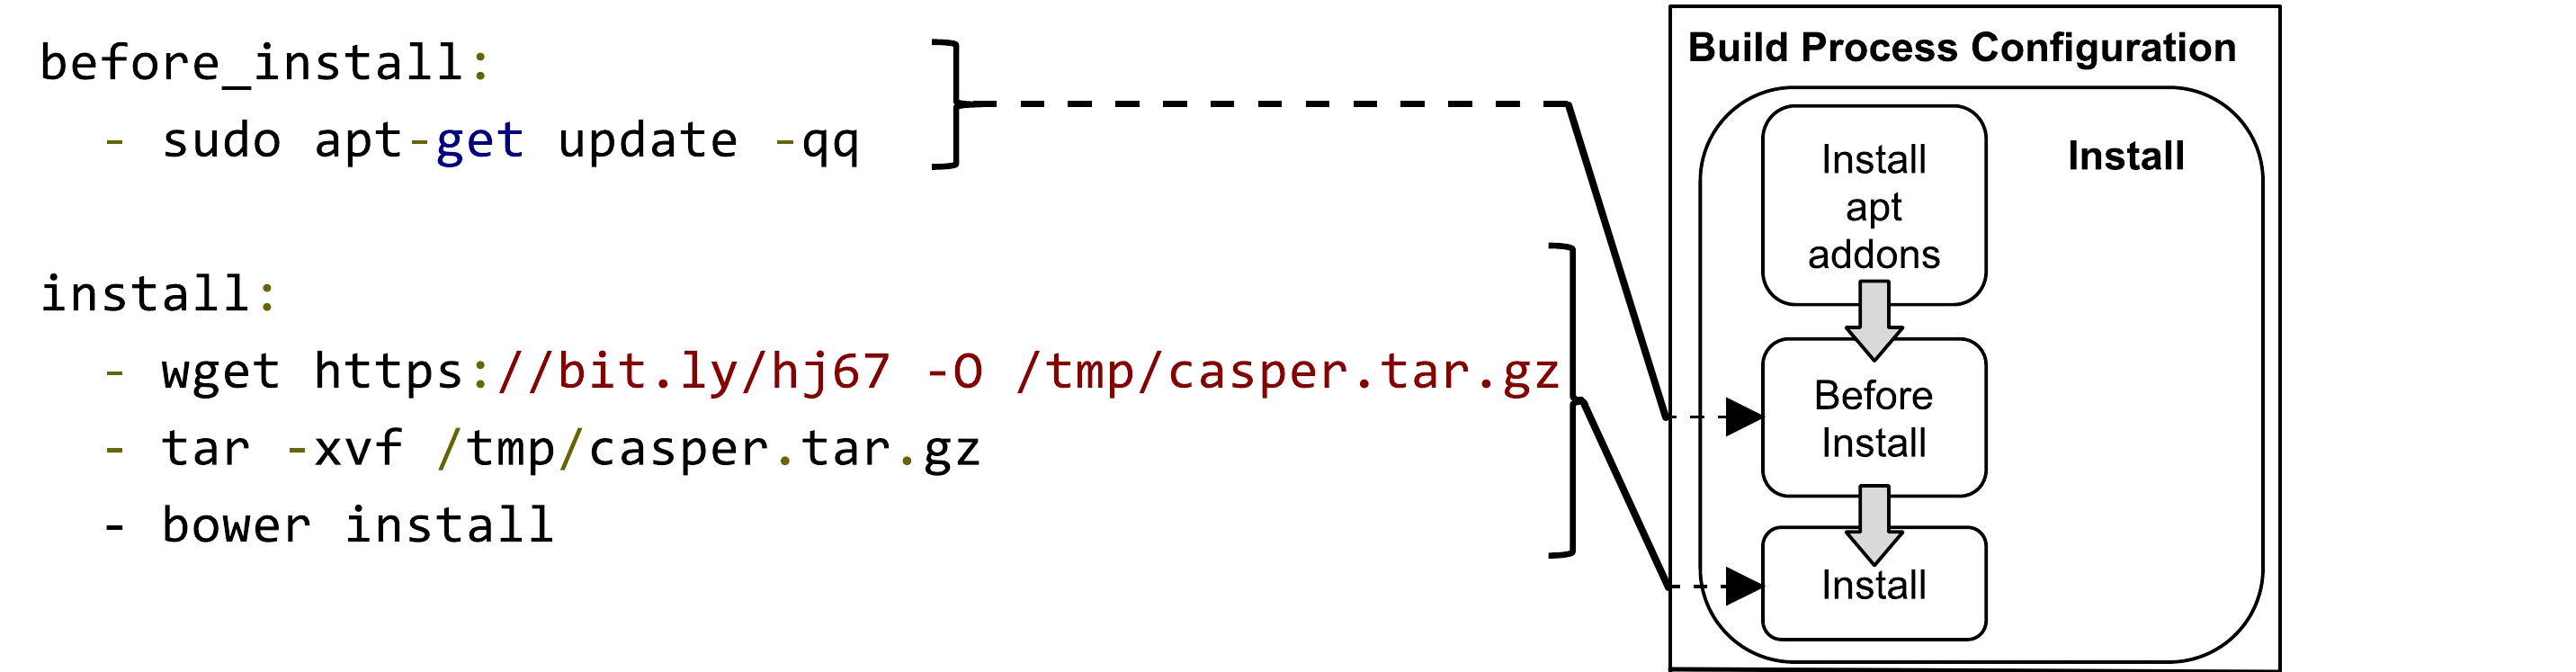 before_install:
- sudo apt-get update -qq
install:
- wget https://bit.ly/hj67 -O /tmp/casper.tar.gz
- tar -xvf /tmp/casper.tar.gz
- bower install
Build Process Configuration
Install
Install
apt
addons
Before
Install
Install